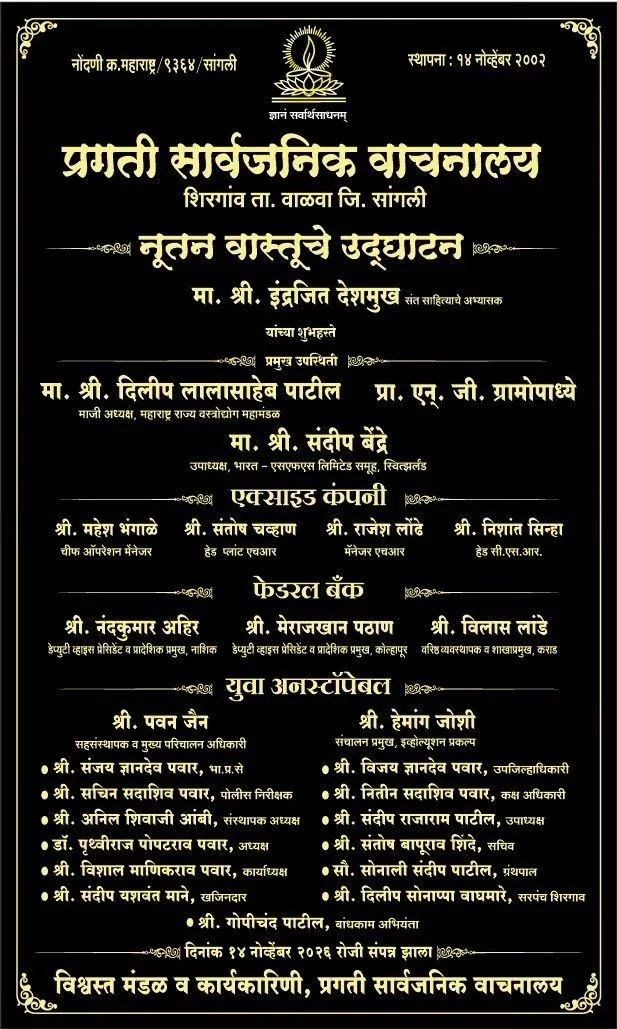 नोंदणी क्र.महाराष्ट्र/९३६४/सांगली
स्थापना : १४ नोव्हेंबर २००२
ज्ञानं सर्वार्थसाधनम्
प्रगती सार्वजनिक वाचनालय
शिरगांव ता. वाळवा जि. सांगली
नूतन वास्तूचे उद्घाटन
मा. श्री. इंद्रजित देशमुख संत साहित्याचे अभ्यासक
यांच्या शुभहस्ते
प्रमुख उपस्थिती
मा. श्री. दिलीप लालासाहेब पाटील
माजी अध्यक्ष, महाराष्ट्र राज्य वस्त्रोद्योग महामंडळ
प्रा. एन्. जी. ग्रामोपाध्ये
मा. श्री. संदीप बेंद्रे
उपाध्यक्ष, भारत – एसएफएस लिमिटेड समूह, स्वित्झर्लंड
एक्साइड कंपनी
श्री. महेश भंगाळे
चीफ ऑपरेशन मॅनेजर
श्री. संतोष चव्हाण
हेड प्लांट एचआर
श्री. राजेश लोंढे
मॅनेजर एचआर
श्री. निशांत सिन्हा
हेड सी.एस.आर.
फेडरल बँक
श्री. नंदकुमार अहिर
डेप्युटी व्हाइस प्रेसिडेट व प्रादेशिक प्रमुख, नाशिक
श्री. मेराजखान पठाण
डेप्युटी व्हाइस प्रेसिडेट व प्रादेशिक प्रमुख, कोल्हापूर
श्री. विलास लांडे
वरिष्ठ व्यवस्थापक व शाखाप्रमुख, कराड
युवा अनस्टॉपेबल
श्री. पवन जैन
सहसंस्थापक व मुख्य परिचालन अधिकारी
श्री. हेमांग जोशी
संचालन प्रमुख, इव्होल्यूशन प्रकल्प
• श्री. संजय ज्ञानदेव पवार, भा.प्र.से
• श्री. विजय ज्ञानदेव पवार, उपजिल्हाधिकारी
• श्री. सचिन सदाशिव पवार, पोलीस निरीक्षक
• श्री. नितीन सदाशिव पवार, कक्ष अधिकारी
• श्री. अनिल शिवाजी आंबी, संस्थापक अध्यक्ष
• श्री. संदीप राजाराम पाटील, उपाध्यक्ष
• डॉ. पृथ्वीराज पोपटराव पवार, अध्यक्ष
• श्री. संतोष बापूराव शिंदे, सचिव
• श्री. विशाल माणिकराव पवार, कार्याध्यक्ष
• सौ. सोनाली संदीप पाटील, ग्रंथपाल
• श्री. संदीप यशवंत माने, खजिनदार
• श्री. दिलीप सोनाप्पा वाघमारे, सरपंच शिरगाव
• श्री. गोपीचंद पाटील, बांधकाम अभियंता
दिनांक १४ नोव्हेंबर २०२६ रोजी संपन्न झाला
विश्वस्त मंडळ व कार्यकारिणी, प्रगती सार्वजनिक वाचनालय